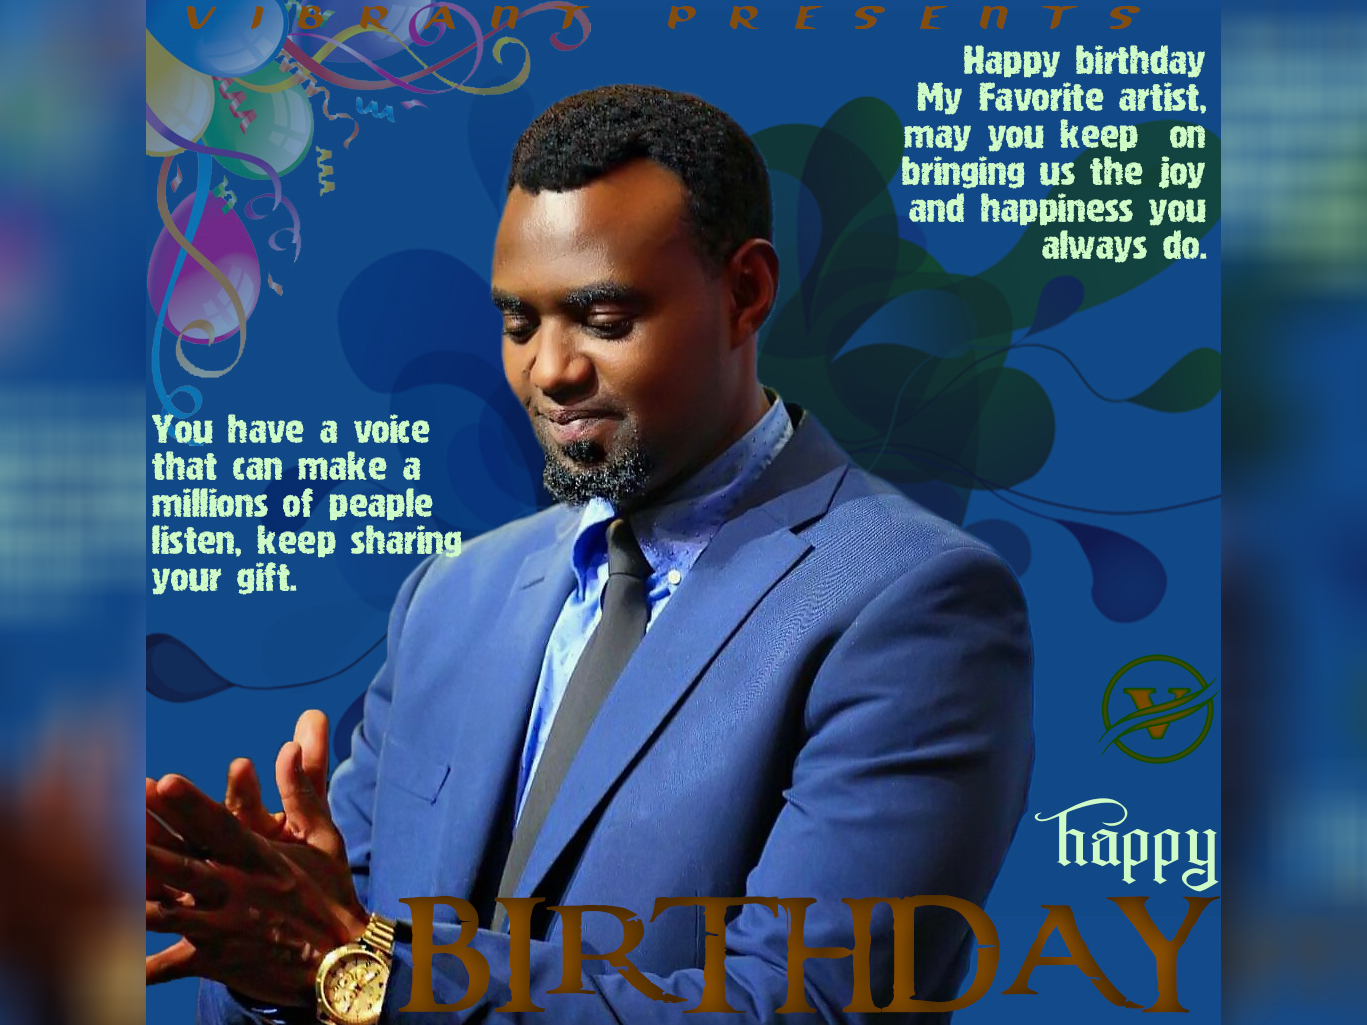 VIBRANT PRESENTS
Happy birthday
My Favorite artist,
may you keep on
bringing us the joy
and happiness you
always do.
You have a voice
that can make a
millions of peaple
listen, keep sharing
your gift.
V
happy
BIRTHDAY